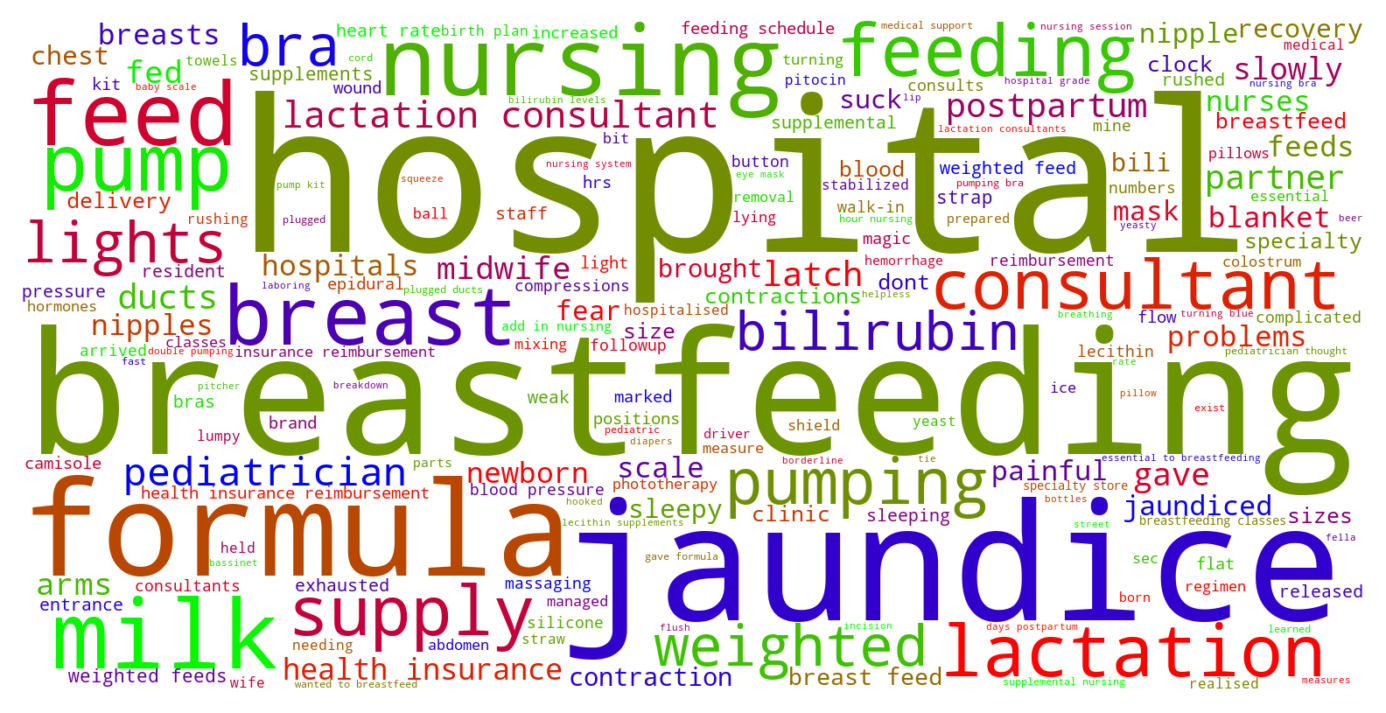 breasts
bra
heart rate
birth plan
increased
feeding schedule
medical support
nursing session
nipple
recovery
chest
towels
cord
nursing
feeding
turning
medical
fed
supplements
pitocin
consults
hospital grade
clock
slowly
kit
baby scale
wound
bilirubin levels
suck
lip
rushed
nursing bra
feed
lactation consultant
supplemental
postpartum
nurses
breastfeed
bit
lactation consultants
mine
pump
hospital
nursing system
button
blood
weighted feed
bili
pillows
feeds
pump kit
squeeze
hrs
eye mask
stabilized
pumping bra
numbers
partner
delivery
removal
strap
essential
rushing
plugged
ball
staff
lying
walk-in
hour nursing
prepared
mask
blanket
beer
yeasty
lights
magic
specialty
hospitals
midwife
light
brought
latch
hemorrhage
reimbursement
colostrum
resident
laboring
consultant
pressure
ducts
epidural
plugged ducts
compressions
contractions
helpless
dont
breathing
hormones
breast
fear
hospitalised
flow
turning blue
complicated
nipples
add in nursing
size
bilirubin
problems
classes
mixing
followup
arrived
double pumping
insurance reimbursement
lecithin
pediatrician thought
fast
rate
breastfeeding
pitcher
breakdown
weak
marked
ice
pillow
bras
exist
brand
positions
shield
yeast
lumpy
pediatric
driver
diapers
measure
tie
camisole
pediatrician
parts
newborn
scale
borderline
essential to breastfeeding
painful
gave
health insurance reimbursement
blood pressure
phototherapy
pumping
specialty store
bottles
jaundiced
formula
hooked
sleepy
clinic
sleeping
street
breastfeeding classes
sizes
lecithin supplements
held
bassinet
gave formula
jaundice
sec
flat
fella
arms
consultants
exhausted
massaging
regimen
released
entrance
managed
born
milk
supply
silicone
flush
incision
days postpartum
learned
needing
straw
abdomen
weighted
lactation
weighted feeds
wife
health insurance
contraction
breast feed
wanted to breastfeed
supplemental nursing
realised
measures